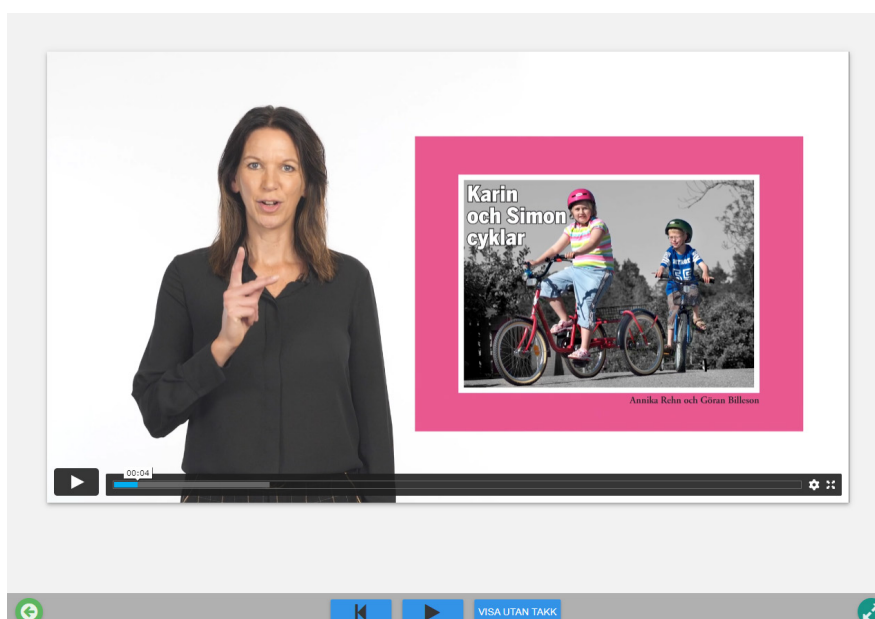 Karin
och Simon
cyklar
Annika Rehn och Göran Billeson
00:04
VISA UTAN TAKK